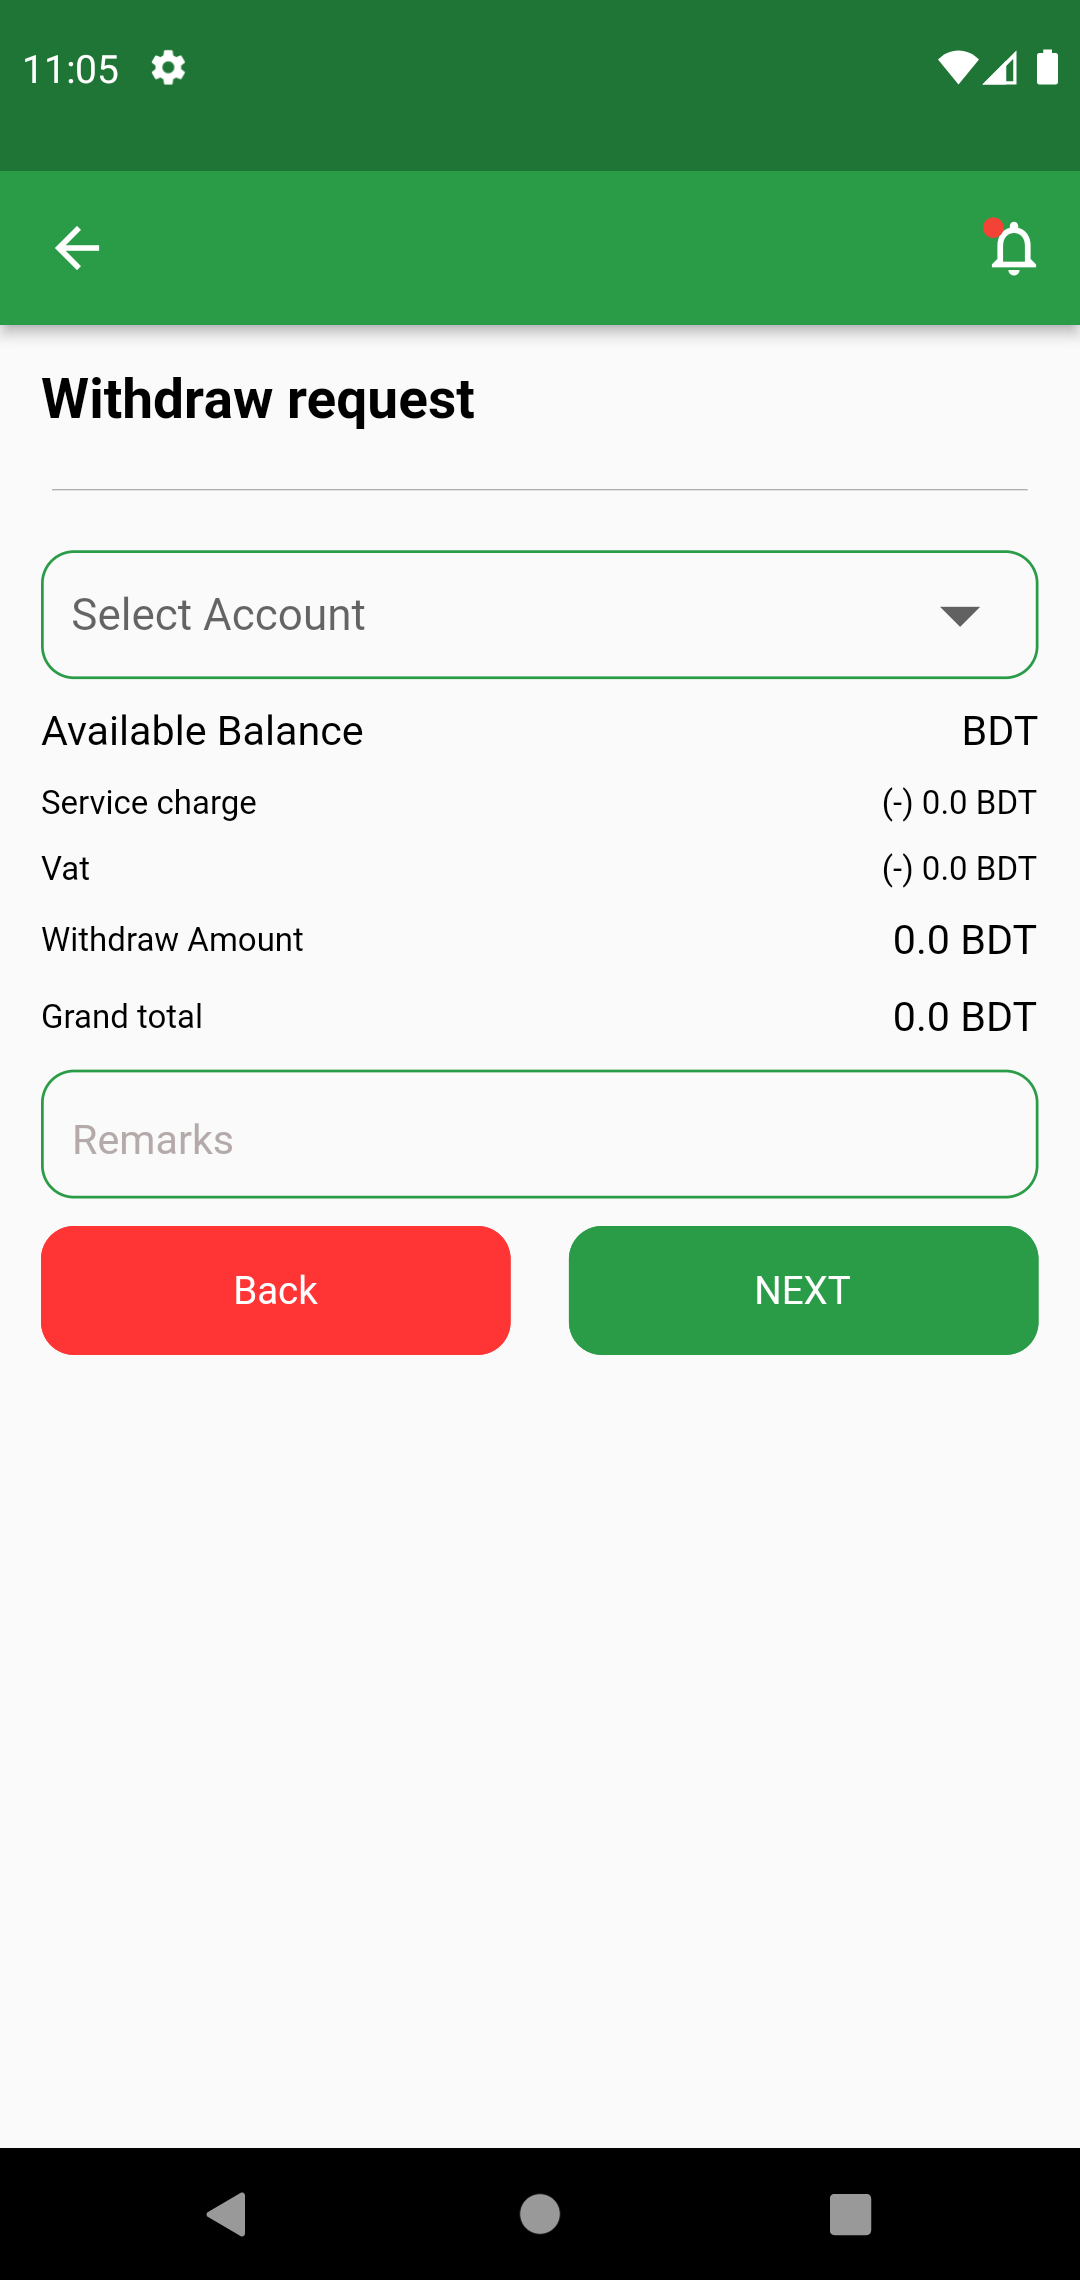 11:05
Withdraw request
Select Account
Available Balance BDT
Service charge (-) 0.0 BDT
Vat (-) 0.0 BDT
Withdraw Amount 0.0 BDT
Grand total 0.0 BDT
Remarks
Back NEXT